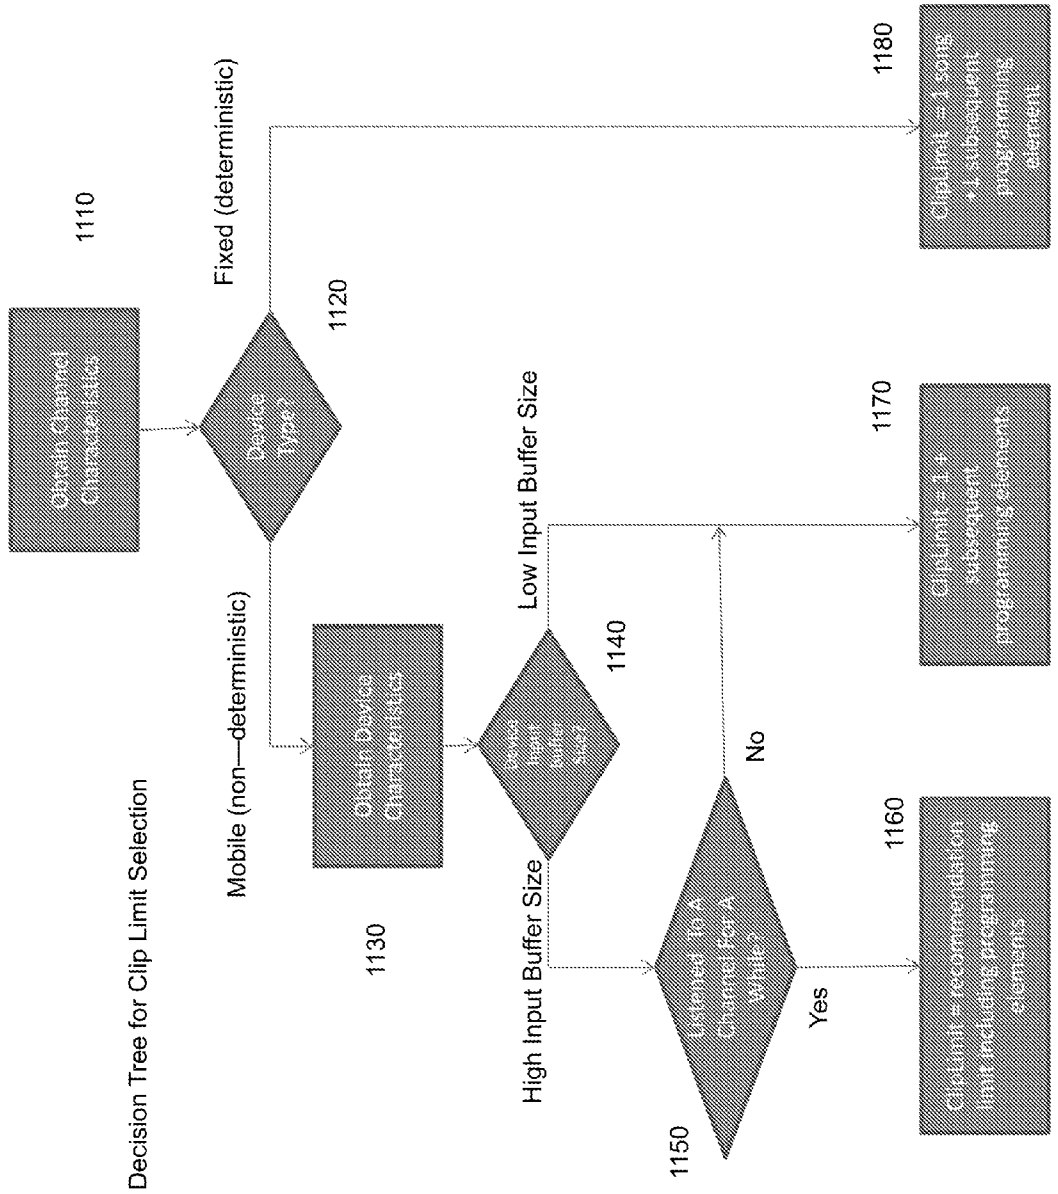 Decision Tree for Clip Limit Selection
Obtain Channel
Characteristics
1110
Device
Type?
1120
Mobile (non—deterministic)
Fixed (deterministic)
Obtain Device
Characteristics
1130
Device
Input
Buffer
Size?
1140
High Input Buffer Size
Low Input Buffer Size
Listened To A
Channel For A
While?
1150
No
Yes
ClipLimit = recommendation
limit including programming
elements
1160
ClipLimit = 1 +
subsequent
programming elements
1170
ClipLimit = 1 song
+1 subsequent
programming
element
1180